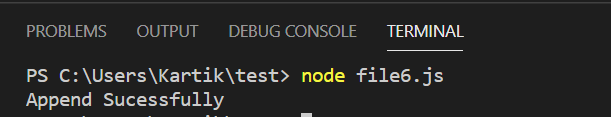 PROBLEMS OUTPUT DEBUG CONSOLE TERMINAL
PS C:\Users\Kartik\test> node file6.js
Append Sucessfully